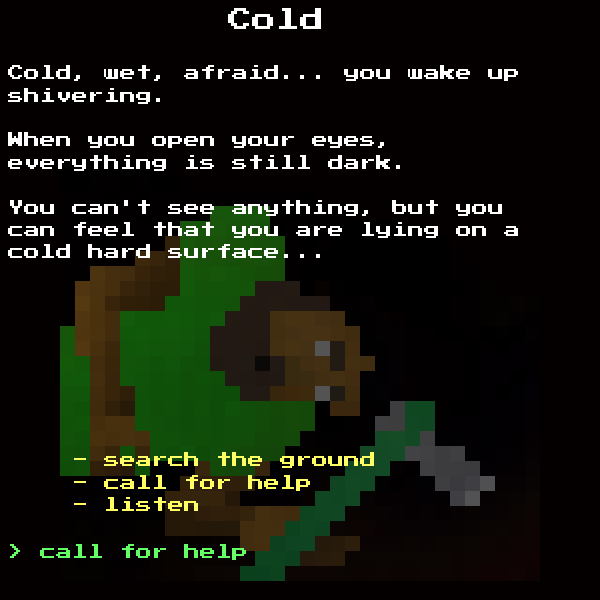 Cold
Cold, wet, afraid... you wake up
shivering.
When you open your eyes,
everything is still dark.
You can't see anything, but you
can feel that you are lying on a
cold hard surface...
- search the ground
- call for help
- listen
> call for help